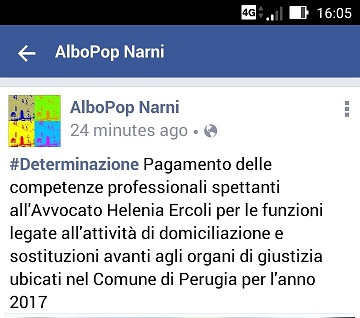 4G 16:05
AlboPop Narni
AlboPop Narni
24 minutes ago •
#Determinazione Pagamento delle
competenze professionali spettanti
all'Avvocato Helenia Ercoli per le funzioni
legate all'attività di domiciliazione e
sostituzioni avanti agli organi di giustizia
ubicati nel Comune di Perugia per l'anno
2017